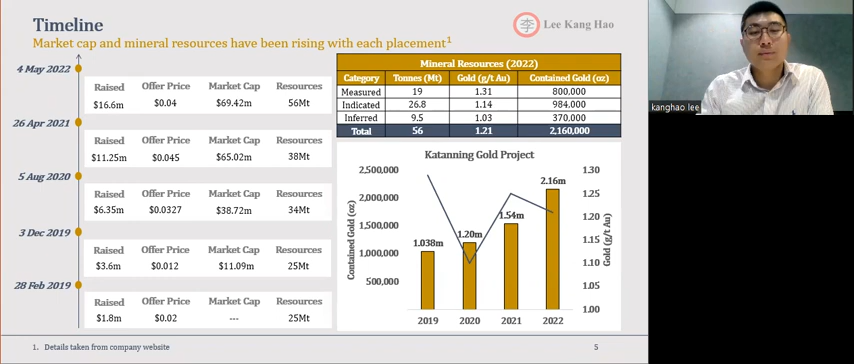 Timeline
李 Lee Kang Hao
Market cap and mineral resources have been rising with each placement1
4 May 2022
Raised Offer Price Market Cap Resources
$16.6m $0.04 $69.42m 56Mt
26 Apr 2021
Raised Offer Price Market Cap Resources
$11.25m $0.045 $65.02m 38Mt
5 Aug 2020
Raised Offer Price Market Cap Resources
$6.35m $0.0327 $38.72m 34Mt
3 Dec 2019
Raised Offer Price Market Cap Resources
$3.6m $0.012 $11.09m 25Mt
28 Feb 2019
Raised Offer Price Market Cap Resources
$1.8m $0.02 --- 25Mt
Mineral Resources (2022)
Category Tonnes (Mt) Gold (g/t Au) Contained Gold (oz)
Measured 19 1.31 800,000
Indicated 26.8 1.14 984,000
Inferred 9.5 1.03 370,000
Total 56 1.21 2,160,000
Katanning Gold Project
Contained Gold (oz)
2,500,000
2,000,000
1,500,000
1,000,000
500,000
1.038m
1.20m
1.54m
2.16m
1.30
1.25
1.20
1.15
1.10
1.05
1.00
Gold (g/t Au)
2019 2020 2021 2022
1. Details taken from company website
5
kanghao lee